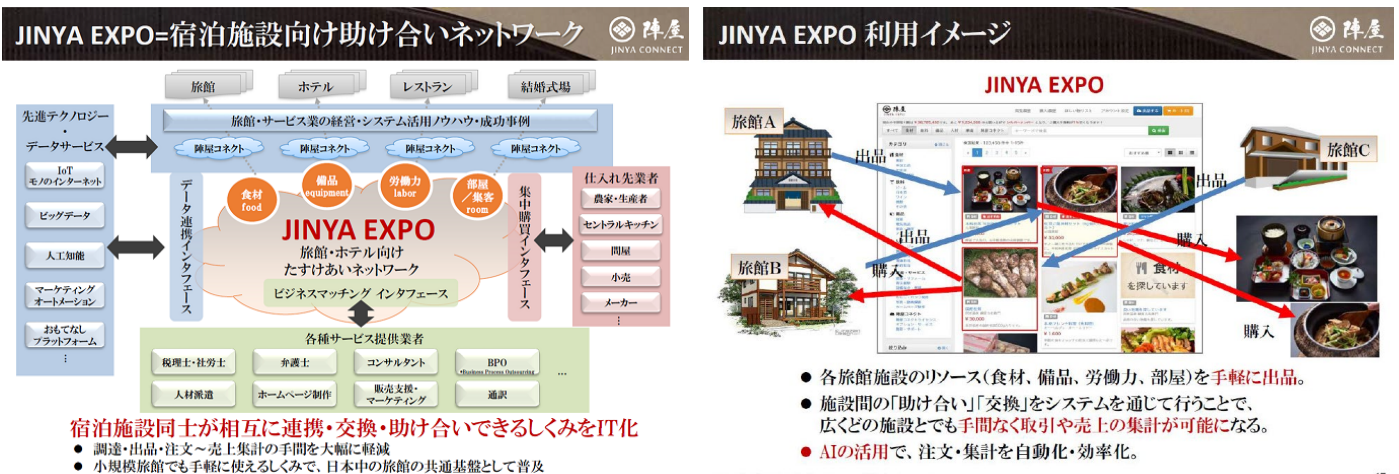 JINYA EXPO=宿泊施設向け助け合いネットワーク
陣屋
JINYA CONNECT
旅館
ホテル
レストラン
結婚式場
先進テクノロジー
・
データサービス
IoT
モノのインターネット
ビッグデータ
人工知能
マーケティング
オートメーション
おもてなし
プラットフォーム
⋮
旅館・サービス業の経営・システム活用ノウハウ・成功事例
陣屋コネクト
陣屋コネクト
陣屋コネクト
陣屋コネクト
データ連携インタフェース
食材
food
備品
equipment
労働力
labor
部屋
/集客
room
JINYA EXPO
旅館・ホテル向け
たすけあいネットワーク
ビジネスマッチング インタフェース
集中購買インタフェース
仕入れ先業者
農家・生産者
セントラルキッチン
問屋
小売
メーカー
⋮
各種サービス提供業者
税理士・社労士
弁護士
コンサルタント
BPO
•Business Process Outsourcing
人材派遣
ホームページ制作
販売支援・
マーケティング
通訳
…
宿泊施設同士が相互に連携・交換・助け合いできるしくみをIT化
● 調達・出品・注文～売上集計の手間を大幅に軽減
● 小規模旅館でも手軽に使えるしくみで、日本中の旅館の共通基盤として普及
JINYA EXPO 利用イメージ
陣屋
JINYA CONNECT
JINYA EXPO
旅館A
旅館B
旅館C
出品
出品
出品
購入
購入
購入
陣屋
カテゴリ
食材
を探しています
● 各旅館施設のリソース(食材、備品、労働力、部屋)を手軽に出品。
● 施設間の「助け合い」「交換」をシステムを通じて行うことで、
広くどの施設とでも手間なく取引や売上の集計が可能になる。
● AIの活用で、注文・集計を自動化・効率化。